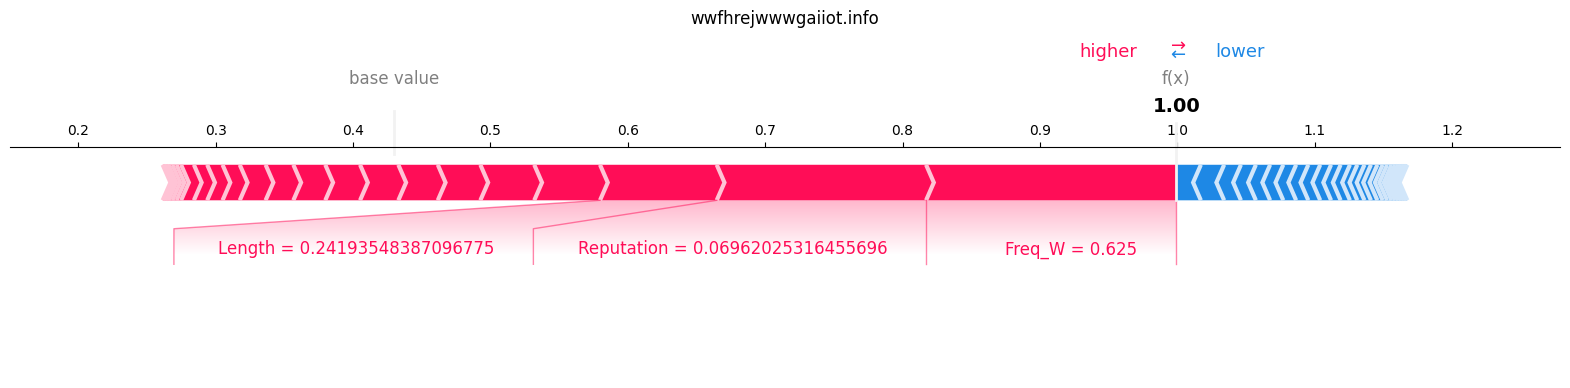 wwfhrejwwwgaiiot.info
higher ⇄ lower
base value f(x)
1.00
0.2 0.3 0.4 0.5 0.6 0.7 0.8 0.9 1.0 1.1 1.2
Length = 0.24193548387096775 Reputation = 0.06962025316455696 Freq_W = 0.625